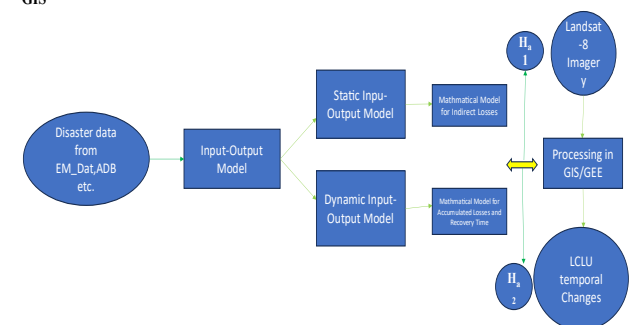 GIS
Disaster data
from
EM_Dat,ADB
etc.
Input-Output
Model
Static Inpu-
Output Model
Dynamic Input-
Output Model
Mathmatical Model
for Indirect Losses
Mathmatical Model for
Accumulated Losses and
Recovery Time
Ha
1
Ha
2
Landsat
-8
Imager
y
Processing in
GIS/GEE
LCLU
temporal
Changes